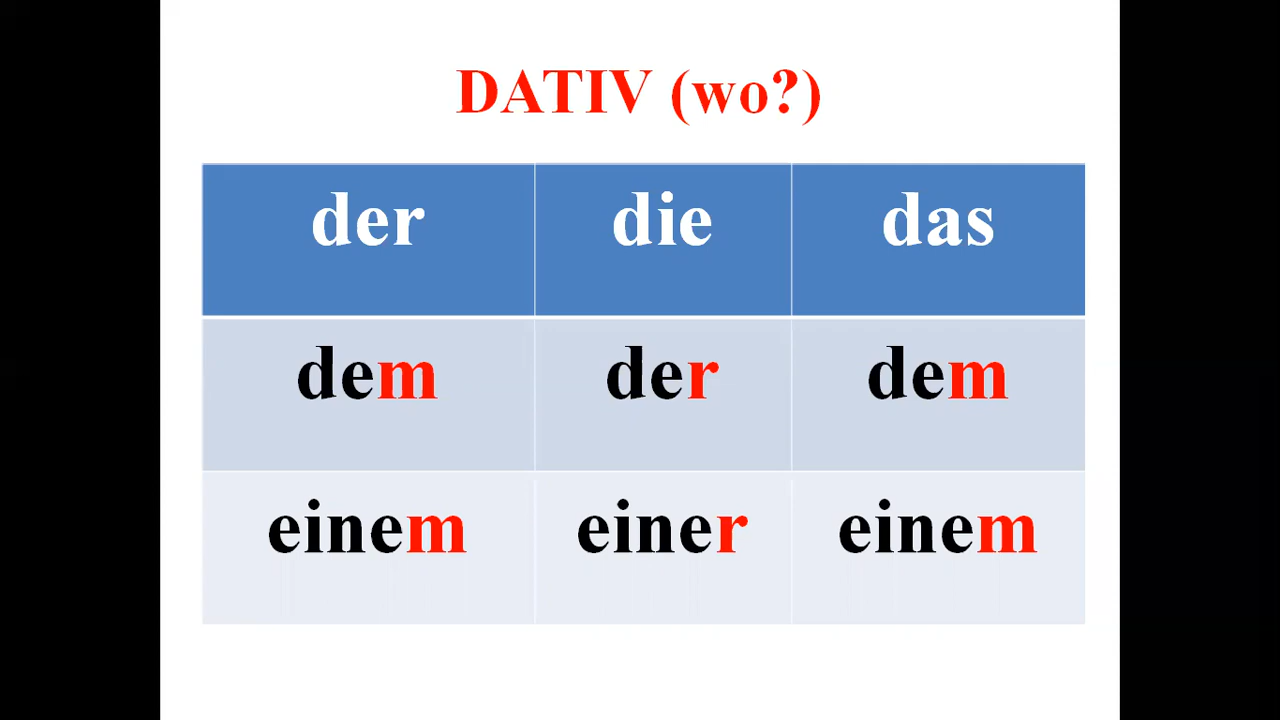 DATIV (wo?)
der die das
dem der dem
einem einer einem